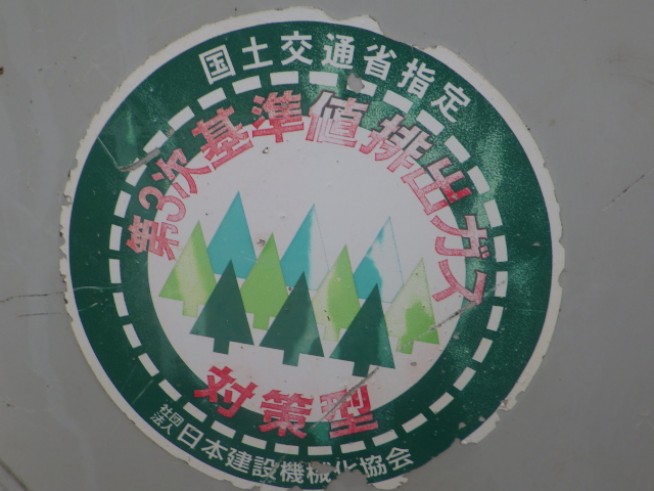 国土交通省指定
第3次基準値排出ガス
対策型
社団法人日本建設機械化協会